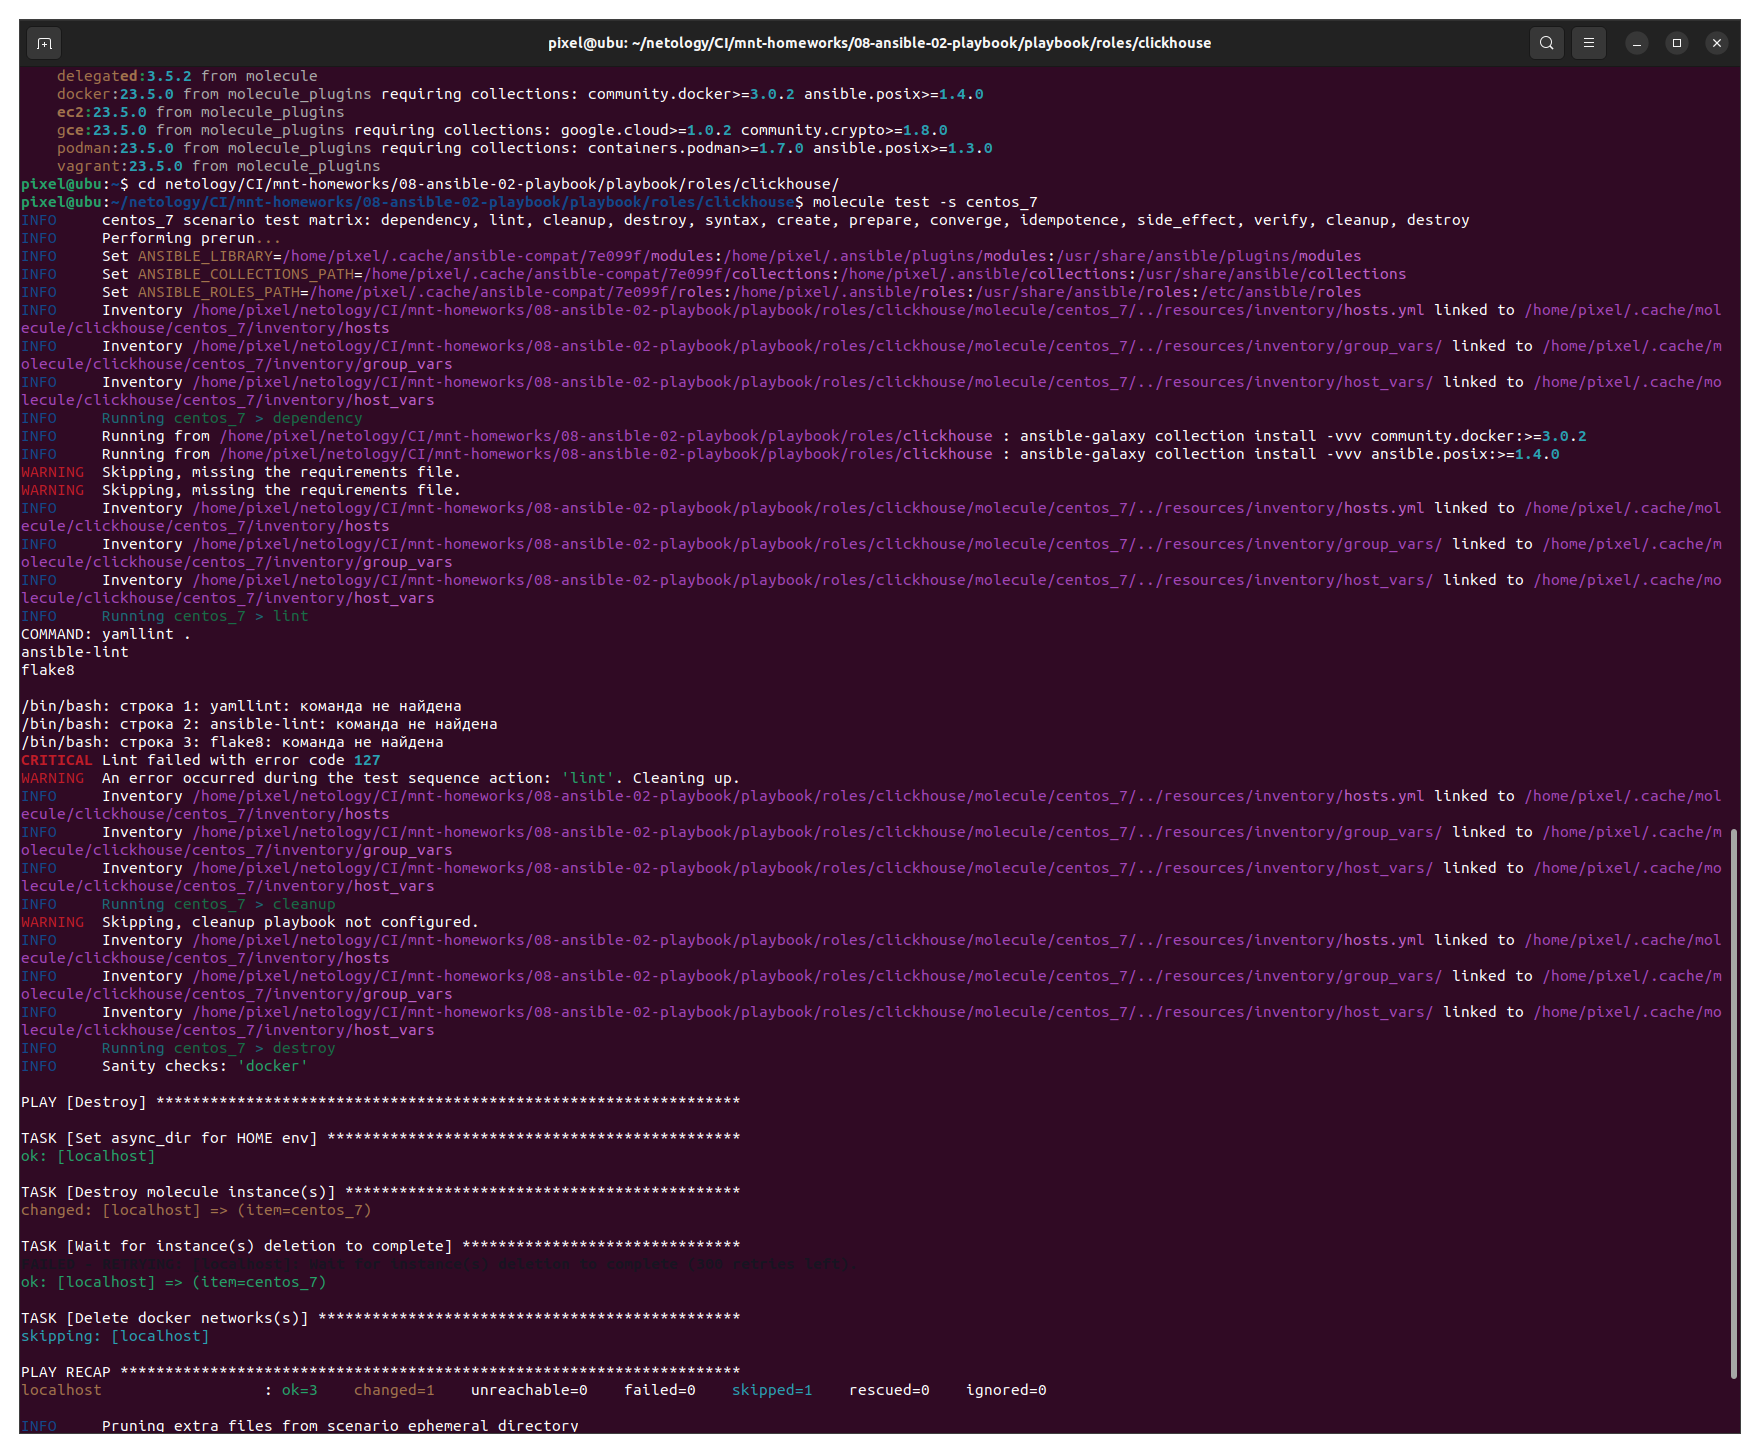 pixel@ubu: ~/netology/CI/mnt-homeworks/08-ansible-02-playbook/playbook/roles/clickhouse
delegated:3.5.2 from molecule
docker:23.5.0 from molecule_plugins requiring collections: community.docker>=3.0.2 ansible.posix>=1.4.0
ec2:23.5.0 from molecule_plugins
gce:23.5.0 from molecule_plugins requiring collections: google.cloud>=1.0.2 community.crypto>=1.8.0
podman:23.5.0 from molecule_plugins requiring collections: containers.podman>=1.7.0 ansible.posix>=1.3.0
vagrant:23.5.0 from molecule_plugins
pixel@ubu:~$ cd netology/CI/mnt-homeworks/08-ansible-02-playbook/playbook/roles/clickhouse/
pixel@ubu:~/netology/CI/mnt-homeworks/08-ansible-02-playbook/playbook/roles/clickhouse$ molecule test -s centos_7
INFO     centos_7 scenario test matrix: dependency, lint, cleanup, destroy, syntax, create, prepare, converge, idempotence, side_effect, verify, cleanup, destroy
INFO     Performing prerun...
INFO     Set ANSIBLE_LIBRARY=/home/pixel/.cache/ansible-compat/7e099f/modules:/home/pixel/.ansible/plugins/modules:/usr/share/ansible/plugins/modules
INFO     Set ANSIBLE_COLLECTIONS_PATH=/home/pixel/.cache/ansible-compat/7e099f/collections:/home/pixel/.ansible/collections:/usr/share/ansible/collections
INFO     Set ANSIBLE_ROLES_PATH=/home/pixel/.cache/ansible-compat/7e099f/roles:/home/pixel/.ansible/roles:/usr/share/ansible/roles:/etc/ansible/roles
INFO     Inventory /home/pixel/netology/CI/mnt-homeworks/08-ansible-02-playbook/playbook/roles/clickhouse/molecule/centos_7/../resources/inventory/hosts.yml linked to /home/pixel/.cache/mol
ecule/clickhouse/centos_7/inventory/hosts
INFO     Inventory /home/pixel/netology/CI/mnt-homeworks/08-ansible-02-playbook/playbook/roles/clickhouse/molecule/centos_7/../resources/inventory/group_vars/ linked to /home/pixel/.cache/m
olecule/clickhouse/centos_7/inventory/group_vars
INFO     Inventory /home/pixel/netology/CI/mnt-homeworks/08-ansible-02-playbook/playbook/roles/clickhouse/molecule/centos_7/../resources/inventory/host_vars/ linked to /home/pixel/.cache/mo
lecule/clickhouse/centos_7/inventory/host_vars
INFO     Running centos_7 > dependency
INFO     Running from /home/pixel/netology/CI/mnt-homeworks/08-ansible-02-playbook/playbook/roles/clickhouse : ansible-galaxy collection install -vvv community.docker:>=3.0.2
INFO     Running from /home/pixel/netology/CI/mnt-homeworks/08-ansible-02-playbook/playbook/roles/clickhouse : ansible-galaxy collection install -vvv ansible.posix:>=1.4.0
WARNING  Skipping, missing the requirements file.
WARNING  Skipping, missing the requirements file.
INFO     Inventory /home/pixel/netology/CI/mnt-homeworks/08-ansible-02-playbook/playbook/roles/clickhouse/molecule/centos_7/../resources/inventory/hosts.yml linked to /home/pixel/.cache/mol
ecule/clickhouse/centos_7/inventory/hosts
INFO     Inventory /home/pixel/netology/CI/mnt-homeworks/08-ansible-02-playbook/playbook/roles/clickhouse/molecule/centos_7/../resources/inventory/group_vars/ linked to /home/pixel/.cache/m
olecule/clickhouse/centos_7/inventory/group_vars
INFO     Inventory /home/pixel/netology/CI/mnt-homeworks/08-ansible-02-playbook/playbook/roles/clickhouse/molecule/centos_7/../resources/inventory/host_vars/ linked to /home/pixel/.cache/mo
lecule/clickhouse/centos_7/inventory/host_vars
INFO     Running centos_7 > lint
COMMAND: yamllint .
ansible-lint
flake8
/bin/bash: строка 1: yamllint: команда не найдена
/bin/bash: строка 2: ansible-lint: команда не найдена
/bin/bash: строка 3: flake8: команда не найдена
CRITICAL Lint failed with error code 127
WARNING  An error occurred during the test sequence action: 'lint'. Cleaning up.
INFO     Inventory /home/pixel/netology/CI/mnt-homeworks/08-ansible-02-playbook/playbook/roles/clickhouse/molecule/centos_7/../resources/inventory/hosts.yml linked to /home/pixel/.cache/mol
ecule/clickhouse/centos_7/inventory/hosts
INFO     Inventory /home/pixel/netology/CI/mnt-homeworks/08-ansible-02-playbook/playbook/roles/clickhouse/molecule/centos_7/../resources/inventory/group_vars/ linked to /home/pixel/.cache/m
olecule/clickhouse/centos_7/inventory/group_vars
INFO     Inventory /home/pixel/netology/CI/mnt-homeworks/08-ansible-02-playbook/playbook/roles/clickhouse/molecule/centos_7/../resources/inventory/host_vars/ linked to /home/pixel/.cache/mo
lecule/clickhouse/centos_7/inventory/host_vars
INFO     Running centos_7 > cleanup
WARNING  Skipping, cleanup playbook not configured.
INFO     Inventory /home/pixel/netology/CI/mnt-homeworks/08-ansible-02-playbook/playbook/roles/clickhouse/molecule/centos_7/../resources/inventory/hosts.yml linked to /home/pixel/.cache/mol
ecule/clickhouse/centos_7/inventory/hosts
INFO     Inventory /home/pixel/netology/CI/mnt-homeworks/08-ansible-02-playbook/playbook/roles/clickhouse/molecule/centos_7/../resources/inventory/group_vars/ linked to /home/pixel/.cache/m
olecule/clickhouse/centos_7/inventory/group_vars
INFO     Inventory /home/pixel/netology/CI/mnt-homeworks/08-ansible-02-playbook/playbook/roles/clickhouse/molecule/centos_7/../resources/inventory/host_vars/ linked to /home/pixel/.cache/mo
lecule/clickhouse/centos_7/inventory/host_vars
INFO     Running centos_7 > destroy
INFO     Sanity checks: 'docker'
PLAY [Destroy] *****************************************************************
TASK [Set async_dir for HOME env] **********************************************
ok: [localhost]
TASK [Destroy molecule instance(s)] ********************************************
changed: [localhost] => (item=centos_7)
TASK [Wait for instance(s) deletion to complete] *******************************
ok: [localhost] => (item=centos_7)
TASK [Delete docker networks(s)] ***********************************************
skipping: [localhost]
PLAY RECAP *********************************************************************
localhost                  : ok=3    changed=1    unreachable=0    failed=0    skipped=1    rescued=0    ignored=0
INFO     Pruning extra files from scenario ephemeral directory